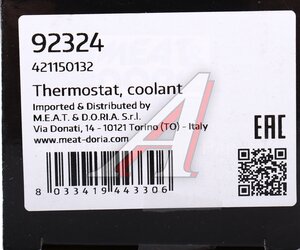 92324
421150132
Thermostat, coolant
Imported & Distributed by
M.E.A.T. & D.O.RI.A. S.r.l.
Via Donati, 14 - 10121 Torino (TO) - Italy
www.meat-doria.com
EAC
8 033419 443306